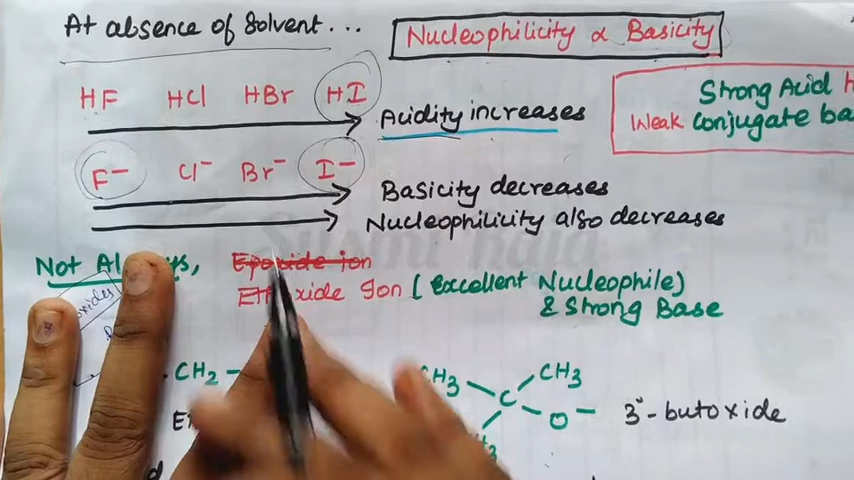 At absence of Solvent...
Nucleophilicity α Basicity
HF HCl HBr HI
Acidity increases
Strong Acid
Weak conjugate
F⁻ Cl⁻ Br⁻ I⁻
Basicity decreases
Nucleophilicity also decreases
Not
Epoxide ion
Ion (Excellent Nucleophile)
& Strong Base
CH₂
CH₃
CH₃
C
O –
3°-butoxide